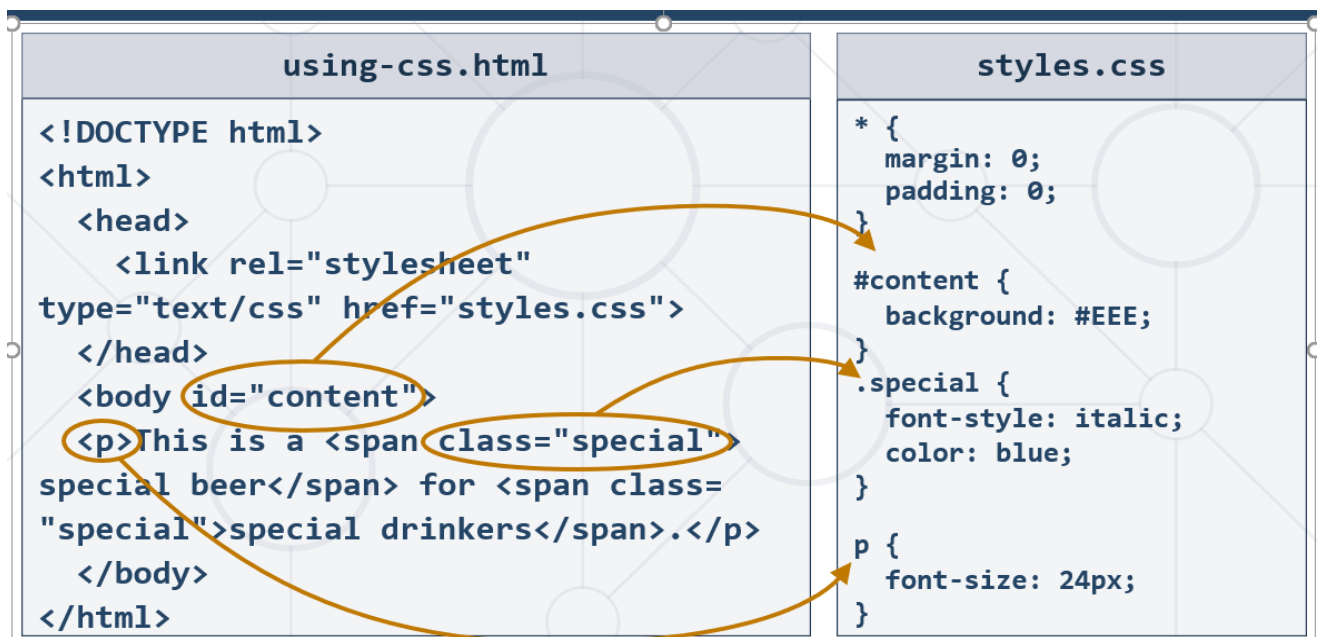 using-css.html
<!DOCTYPE html>
<html>
<head>
<link rel="stylesheet"
type="text/css" href="styles.css">
</head>
<body id="content">
<p>This is a <span class="special">
special beer</span> for <span class=
"special">special drinkers</span>.</p>
</body>
</html>
styles.css
* {
margin: 0;
padding: 0;
}
#content {
background: #EEE;
}
.special {
font-style: italic;
color: blue;
}
p {
font-size: 24px;
}